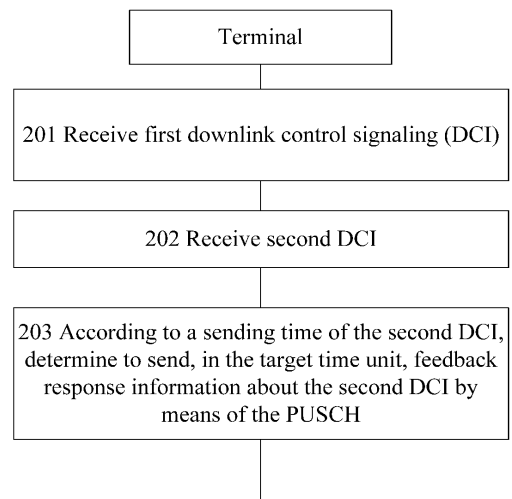 Terminal
201 Receive first downlink control signaling (DCI)
202 Receive second DCI
203 According to a sending time of the second DCI,
determine to send, in the target time unit, feedback
response information about the second DCI by
means of the PUSCH